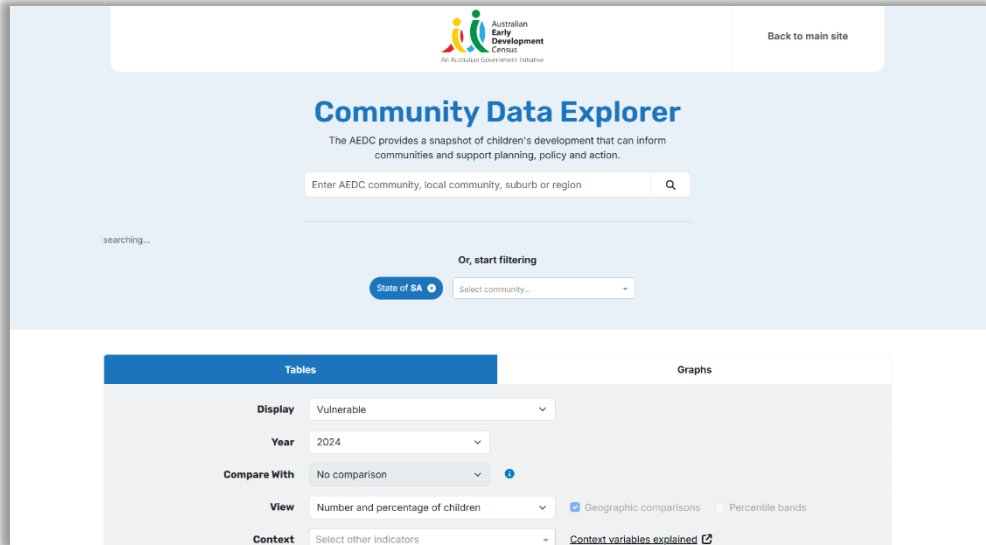 Australian
Early
Development
Census
An Australian Government Initiative
Back to main site
Community Data Explorer
The AEDC provides a snapshot of children's development that can inform
communities and support planning, policy and action.
Enter AEDC community, local community, suburb or region
searching...
Or, start filtering
State of SA
Select community...
Tables
Graphs
Display Vulnerable
Year 2024
Compare With No comparison
View Number and percentage of children Geographic comparisons Percentile bands
Context Select other indicators Context variables explained